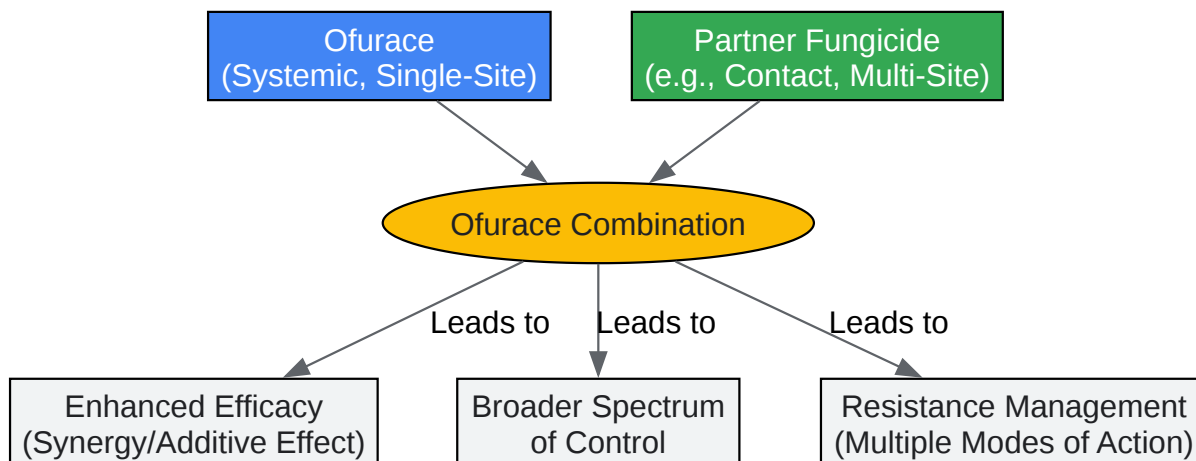 Ofurace
(Systemic, Single-Site)
Partner Fungicide
(e.g., Contact, Multi-Site)
Ofurace Combination
Leads to
Leads to
Leads to
Enhanced Efficacy
(Synergy/Additive Effect)
Broader Spectrum
of Control
Resistance Management
(Multiple Modes of Action)